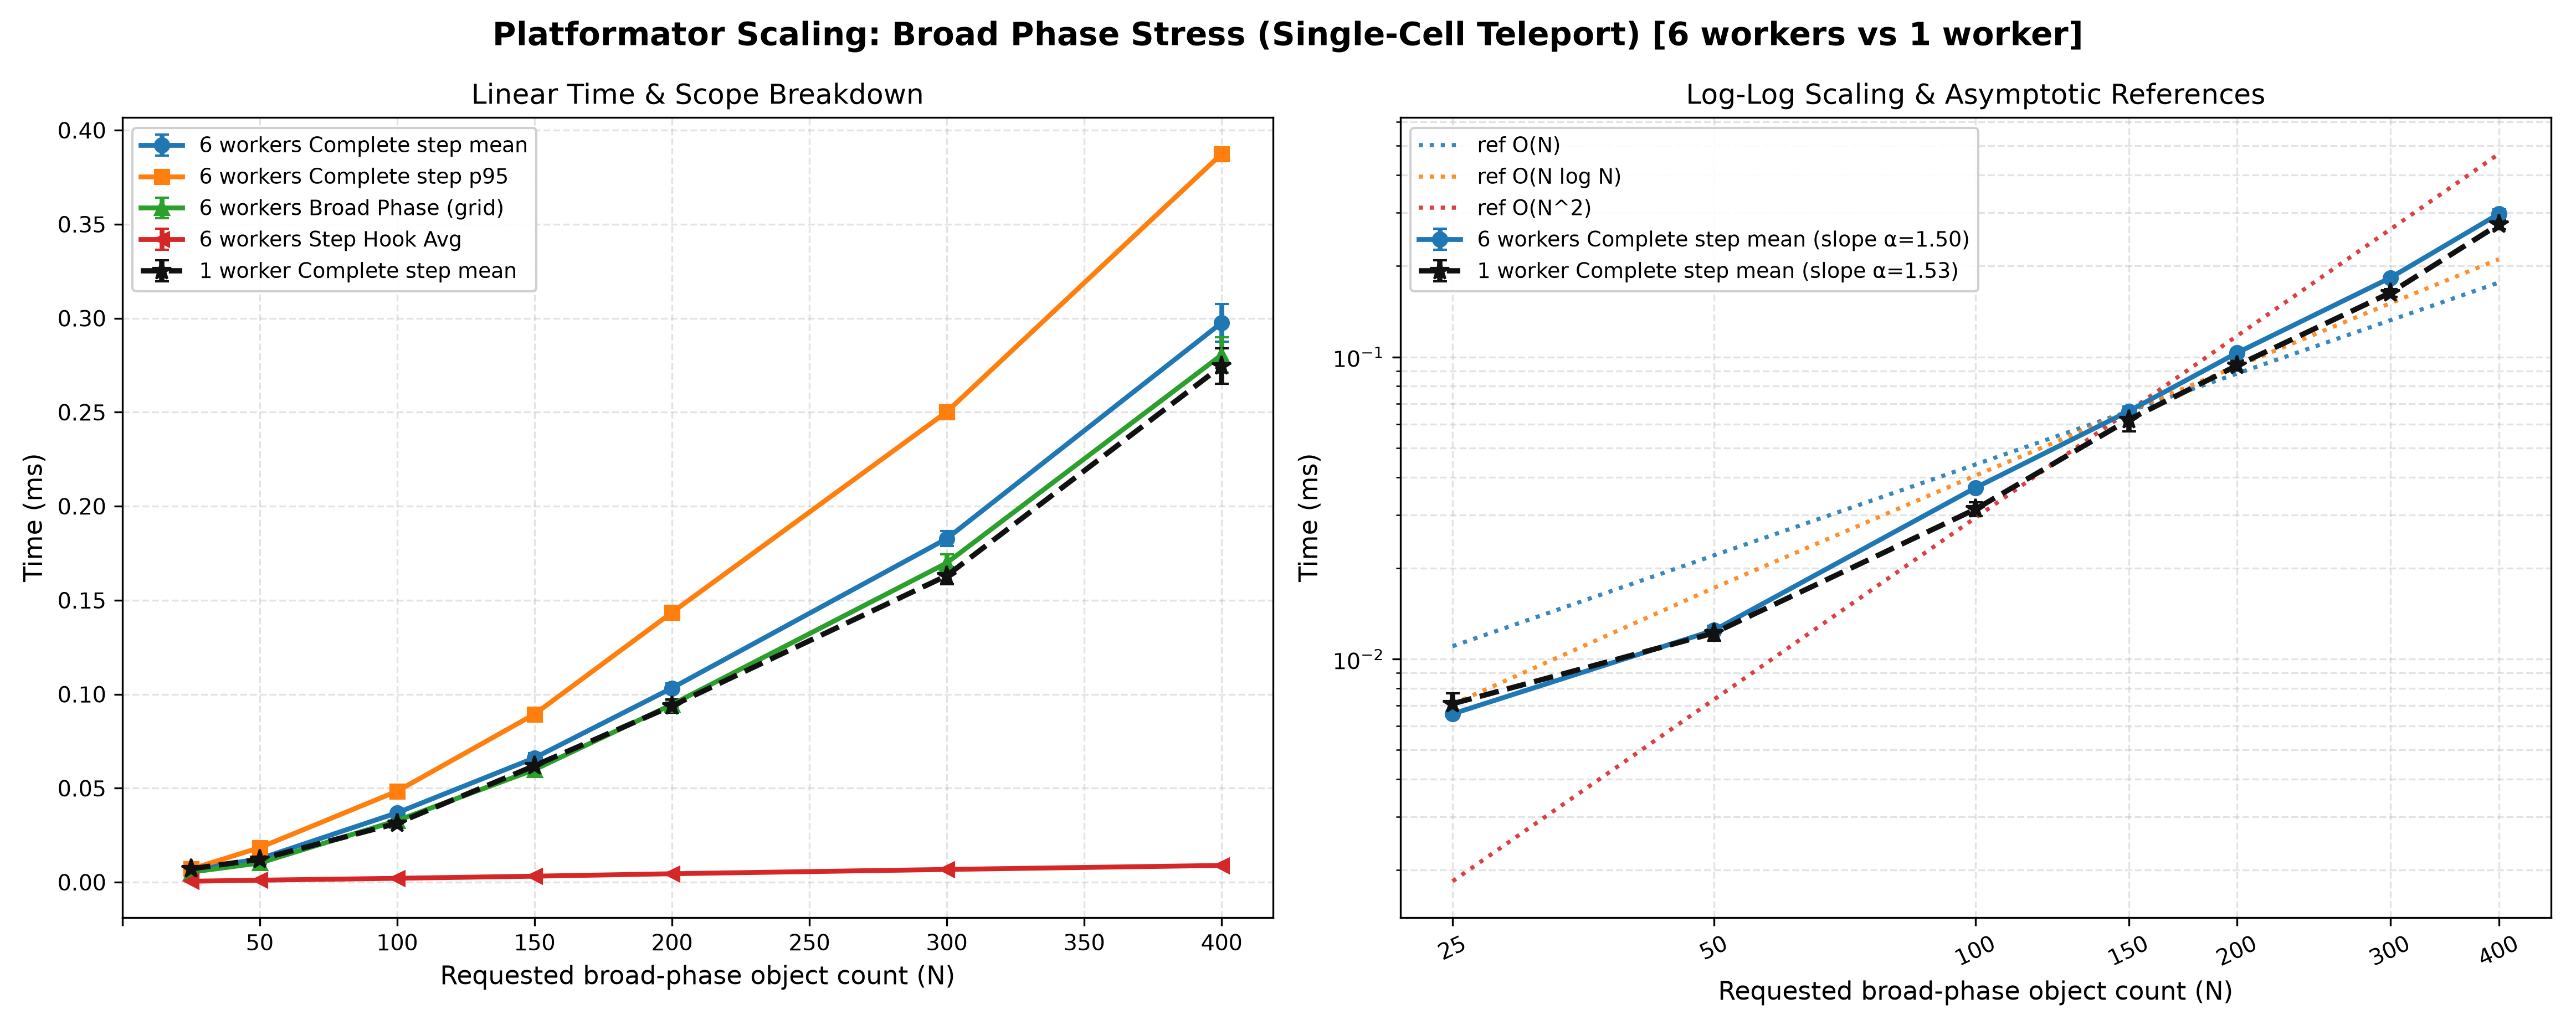 Platformator Scaling: Broad Phase Stress (Single-Cell Teleport) [6 workers vs 1 worker]
Linear Time & Scope Breakdown
6 workers Complete step mean
6 workers Complete step p95
6 workers Broad Phase (grid)
6 workers Step Hook Avg
1 worker Complete step mean
Time (ms)
0.40
0.35
0.30
0.25
0.20
0.15
0.10
0.05
0.00
50 100 150 200 250 300 350 400
Requested broad-phase object count (N)
Log-Log Scaling & Asymptotic References
ref O(N)
ref O(N log N)
ref O(N^2)
6 workers Complete step mean (slope α=1.50)
1 worker Complete step mean (slope α=1.53)
Time (ms)
10⁻¹
10⁻²
25 50 100 150 200 300 400
Requested broad-phase object count (N)